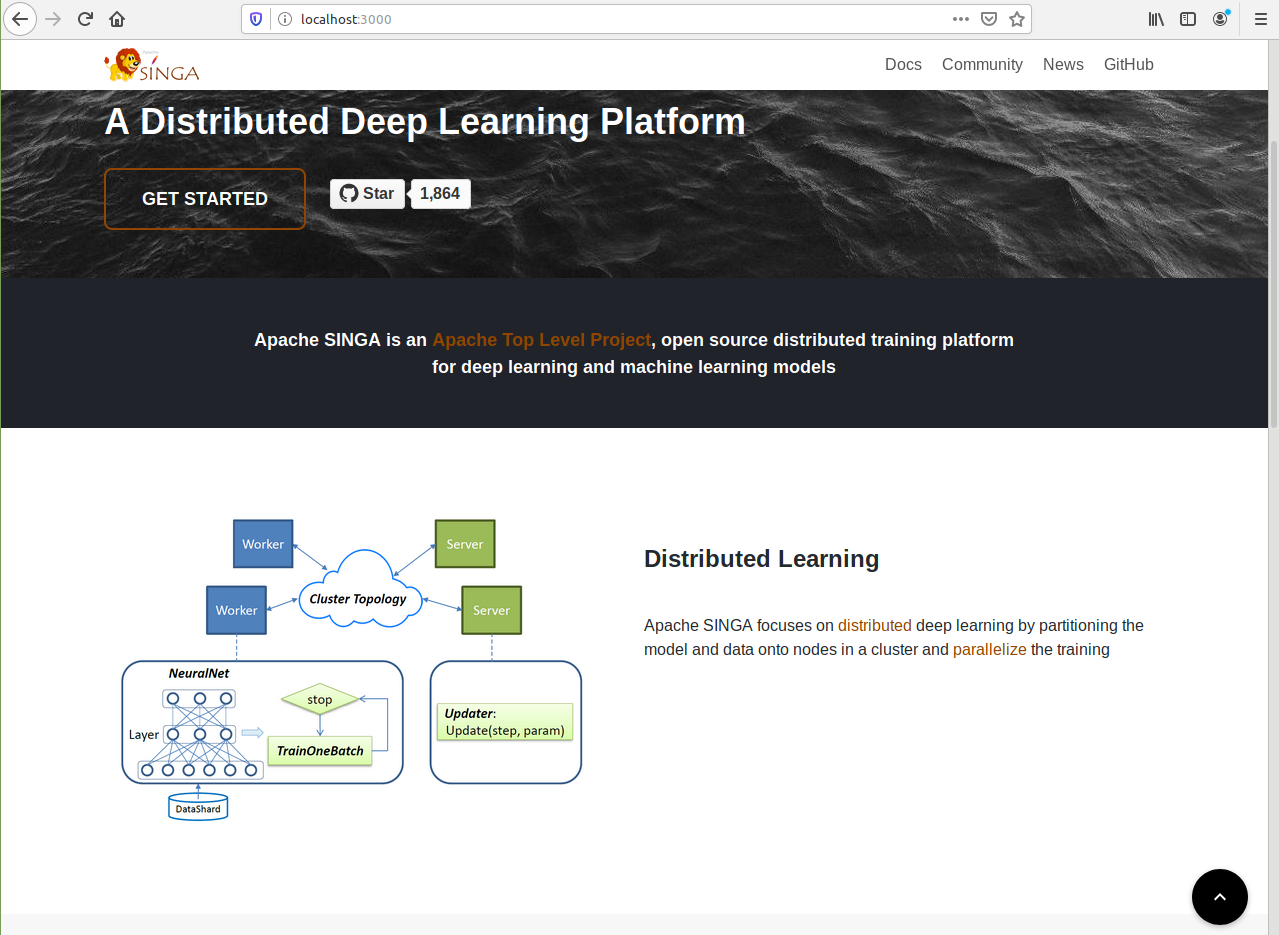 localhost:3000
Apache
SINGA
Docs Community News GitHub
A Distributed Deep Learning Platform
GET STARTED
Star 1,864
Apache SINGA is an Apache Top Level Project, open source distributed training platform
for deep learning and machine learning models
Worker
Server
Worker
Cluster Topology
Server
NeuralNet
stop
Layer
TrainOneBatch
DataShard
Updater:
Update(step, param)
Distributed Learning
Apache SINGA focuses on distributed deep learning by partitioning the
model and data onto nodes in a cluster and parallelize the training